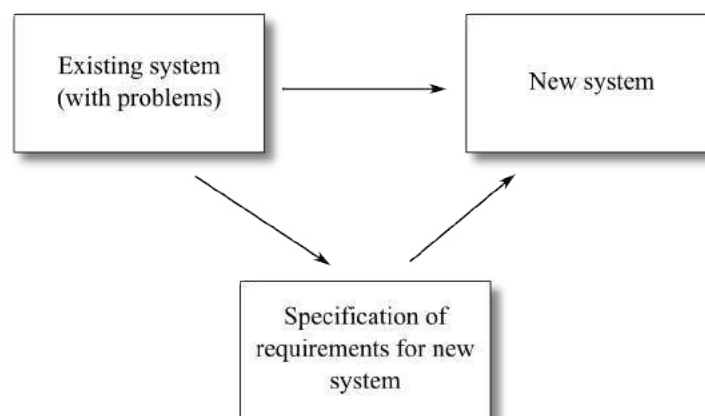 Existing system
(with problems)
New system
Specification of
requirements for new
system